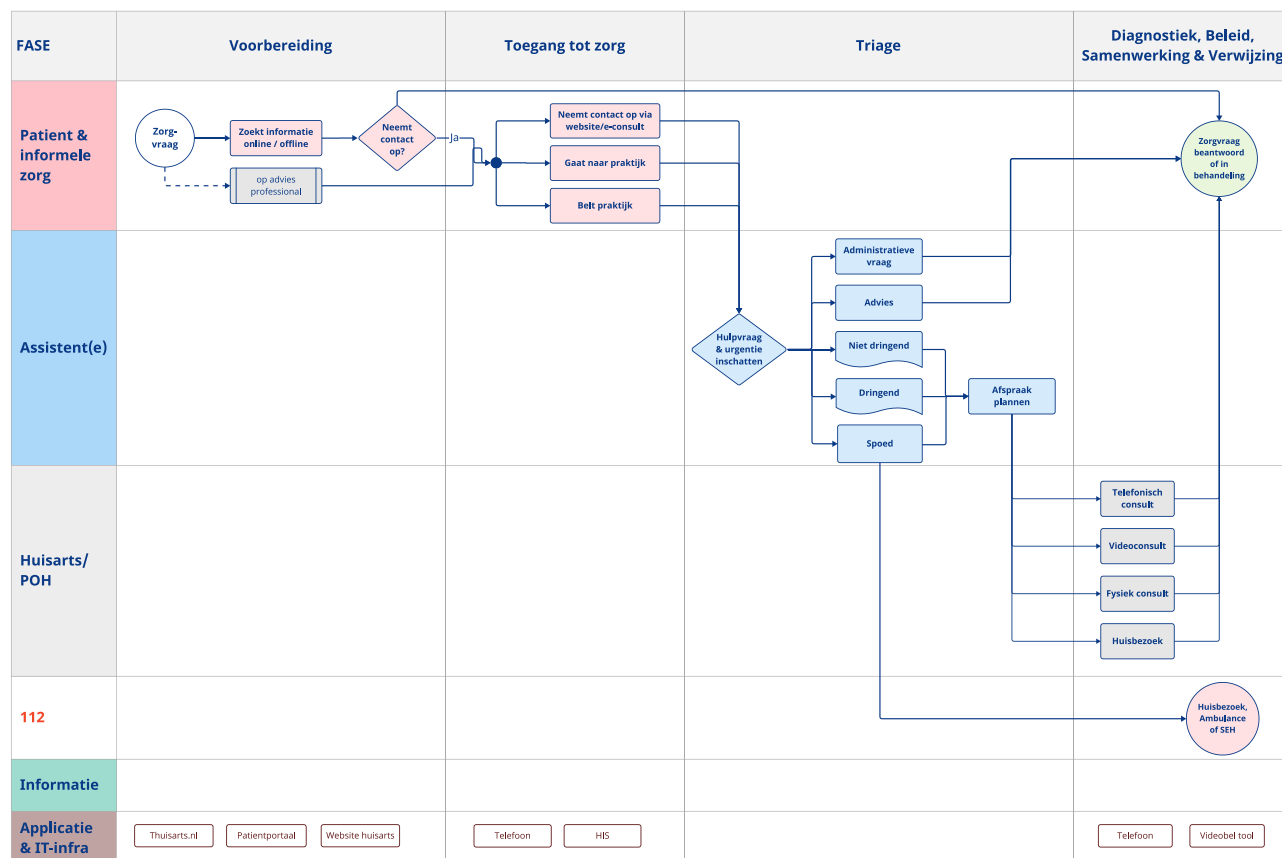 FASE
Voorbereiding
Toegang tot zorg
Triage
Diagnostiek, Beleid,
Samenwerking & Verwijzing
Patient &
informele
zorg
Zorg-
vraag
Zoekt informatie
online / offline
op advies
professional
Neemt
contact
op?
Ja
Neemt contact op via
website/e-consult
Gaat naar praktijk
Belt praktijk
Zorgvraag
beantwoord
of in
behandeling
Assistent(e)
Hulpvraag
& urgentie
inschatten
Administratieve
vraag
Advies
Niet dringend
Dringend
Spoed
Afspraak
plannen
Huisarts/
POH
Telefonisch
consult
Videoconsult
Fysiek consult
Huisbezoek
112
Huisbezoek,
Ambulance
of SEH
Informatie
Applicatie
& IT-infra
Thuisarts.nl
Patientportaal
Website huisarts
Telefoon
HIS
Telefoon
Videobel tool